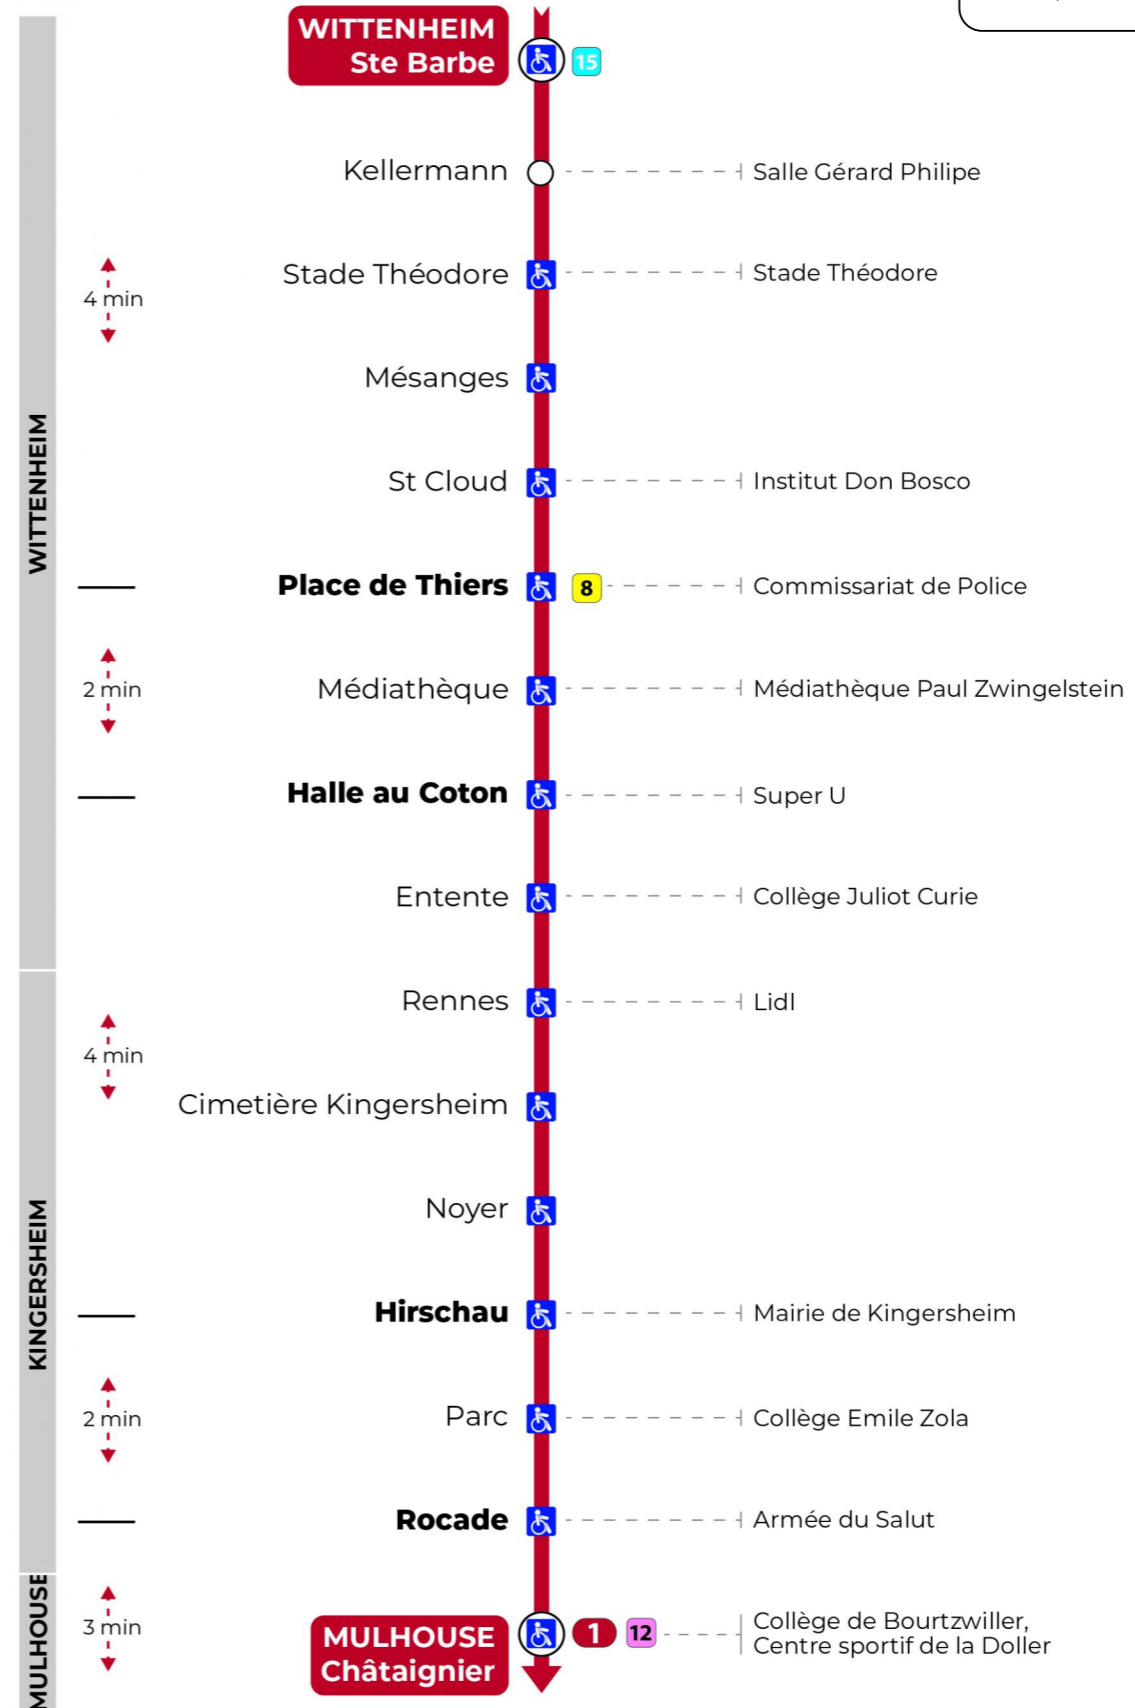 WITTENHEIM
Ste Barbe
15
Kellermann
Salle Gérard Philipe
Stade Théodore
Stade Théodore
4 min
Mésanges
WITTENHEIM
St Cloud
Institut Don Bosco
Place de Thiers
8
Commissariat de Police
2 min
Médiathèque
Médiathèque Paul Zwingelstein
Halle au Coton
Super U
Entente
Collège Juliot Curie
Rennes
Lidl
4 min
Cimetière Kingersheim
Noyer
KINGERSHEIM
Hirschau
Mairie de Kingersheim
2 min
Parc
Collège Emile Zola
Rocade
Armée du Salut
MULHOUSE
3 min
MULHOUSE
Châtaignier
1
12
Collège de Bourtzwiller,
Centre sportif de la Doller